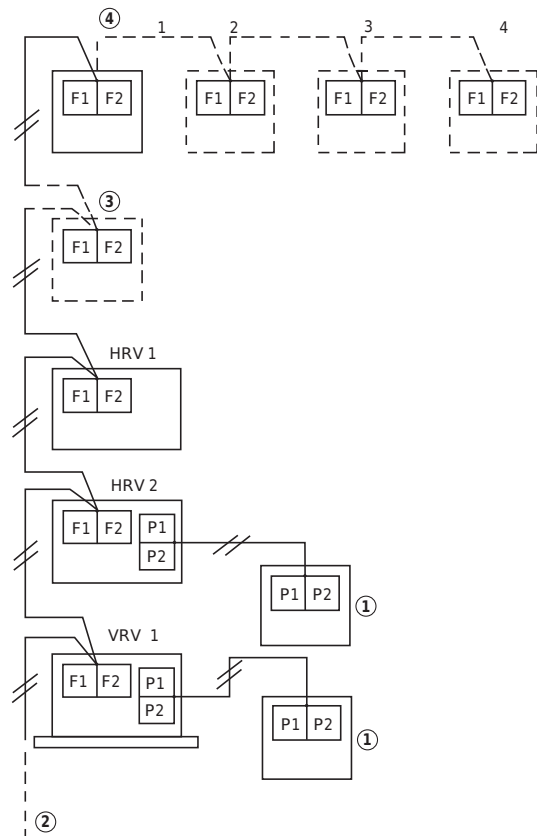 ④ 1 2 3 4
F1 F2 F1 F2 F1 F2 F1 F2
③
F1 F2
HRV 1
F1 F2
HRV 2
F1 F2 P1
P2
P1 P2 ①
VRV 1
F1 F2 P1
P2
P1 P2 ①
②